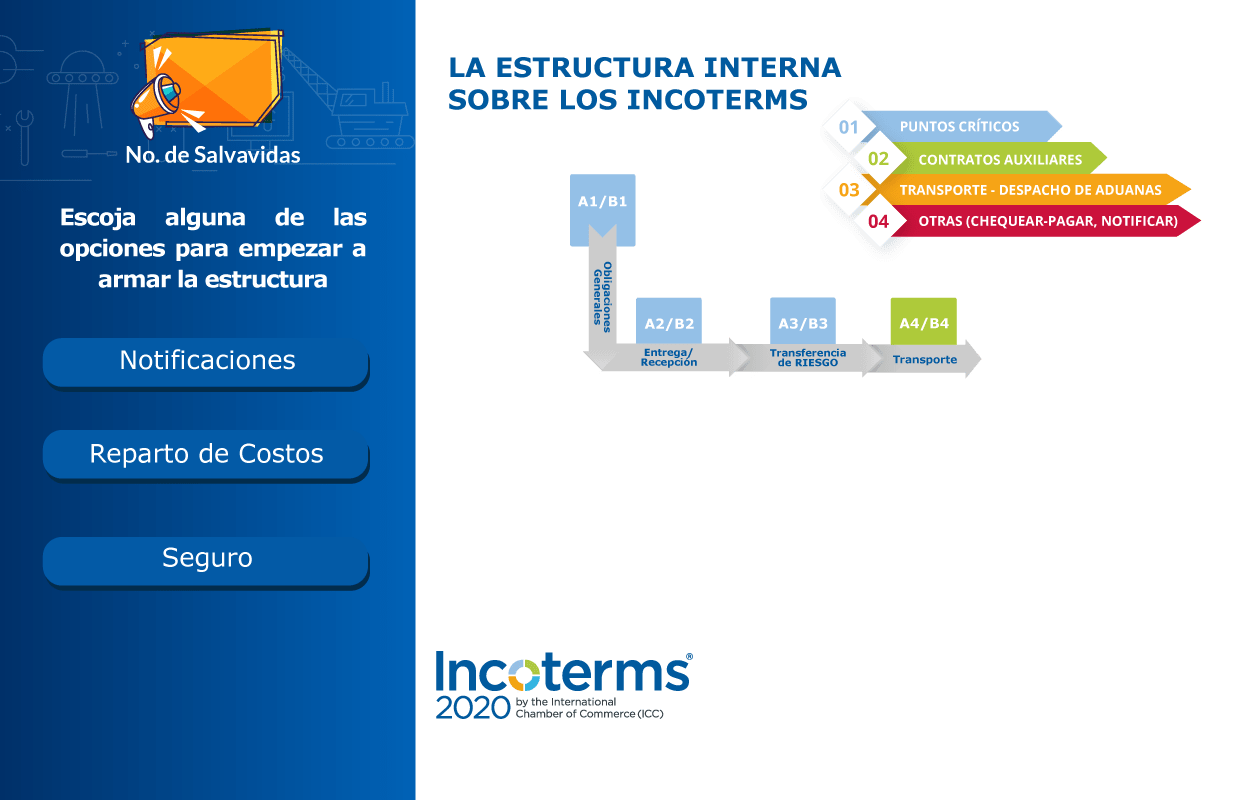 No. de Salvavidas
Escoja alguna de las
opciones para empezar a
armar la estructura
Notificaciones
Reparto de Costos
Seguro
LA ESTRUCTURA INTERNA
SOBRE LOS INCOTERMS
01 PUNTOS CRÍTICOS
02 CONTRATOS AUXILIARES
03 TRANSPORTE - DESPACHO DE ADUANAS
04 OTRAS (CHEQUEAR-PAGAR, NOTIFICAR)
A1/B1
Obligaciones
Generales
A2/B2
Entrega/
Recepción
A3/B3
Transferencia
de RIESGO
A4/B4
Transporte
Incoterms®
2020 by the International
Chamber of Commerce (ICC)